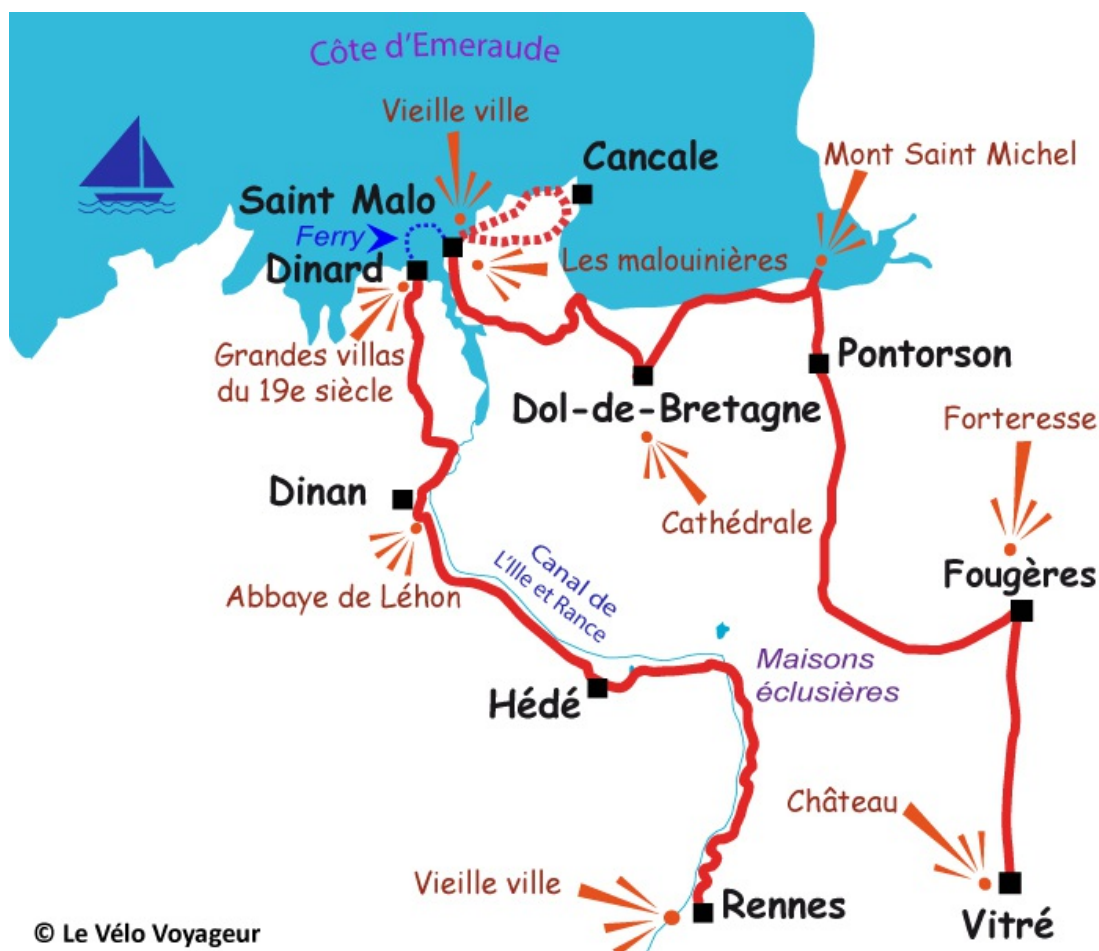 Côte d'Emeraude
Vieille ville
Cancale
Mont Saint Michel
Saint Malo
Ferry
Dinard
Les malouinières
Grandes villas
du 19e siècle
Pontorson
Dol-de-Bretagne
Forteresse
Dinan
Cathédrale
Canal de
L'Ille et Rance
Fougères
Abbaye de Léhon
Maisons
éclusières
Hédé
Château
Vieille ville
Rennes
Vitré
© Le Vélo Voyageur